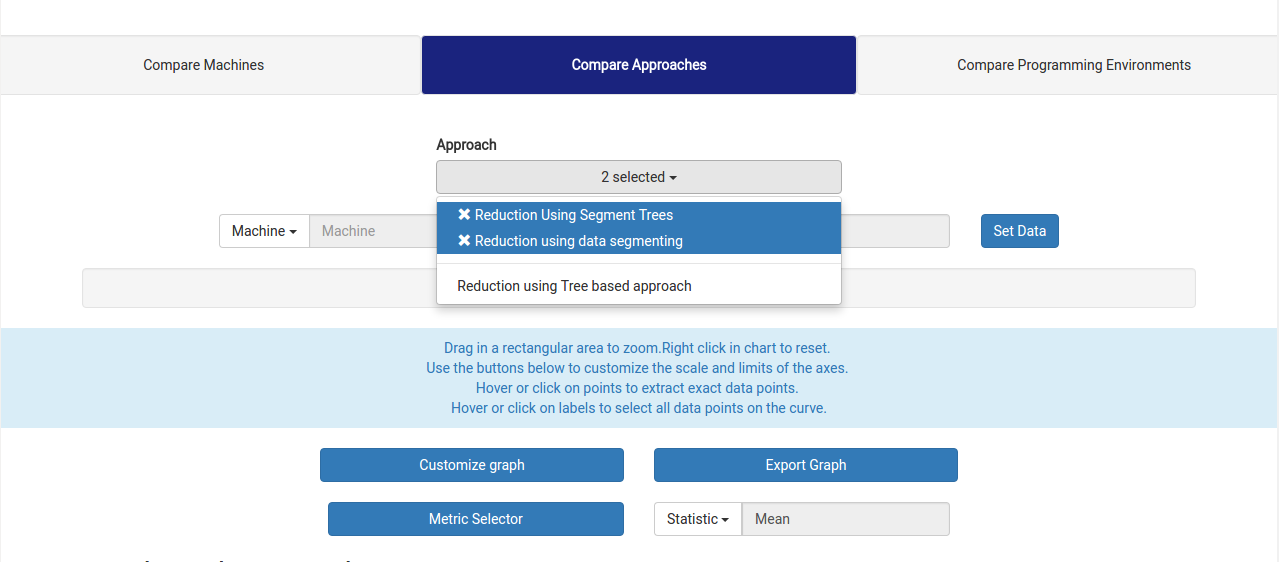 Compare Machines
Compare Approaches
Compare Programming Environments
Approach
2 selected
Reduction Using Segment Trees
Machine
Machine
Set Data
Reduction using data segmenting
Reduction using Tree based approach
Drag in a rectangular area to zoom.Right click in chart to reset.
Use the buttons below to customize the scale and limits of the axes.
Hover or click on points to extract exact data points.
Hover or click on labels to select all data points on the curve.
Customize graph
Export Graph
Metric Selector
Statistic
Mean